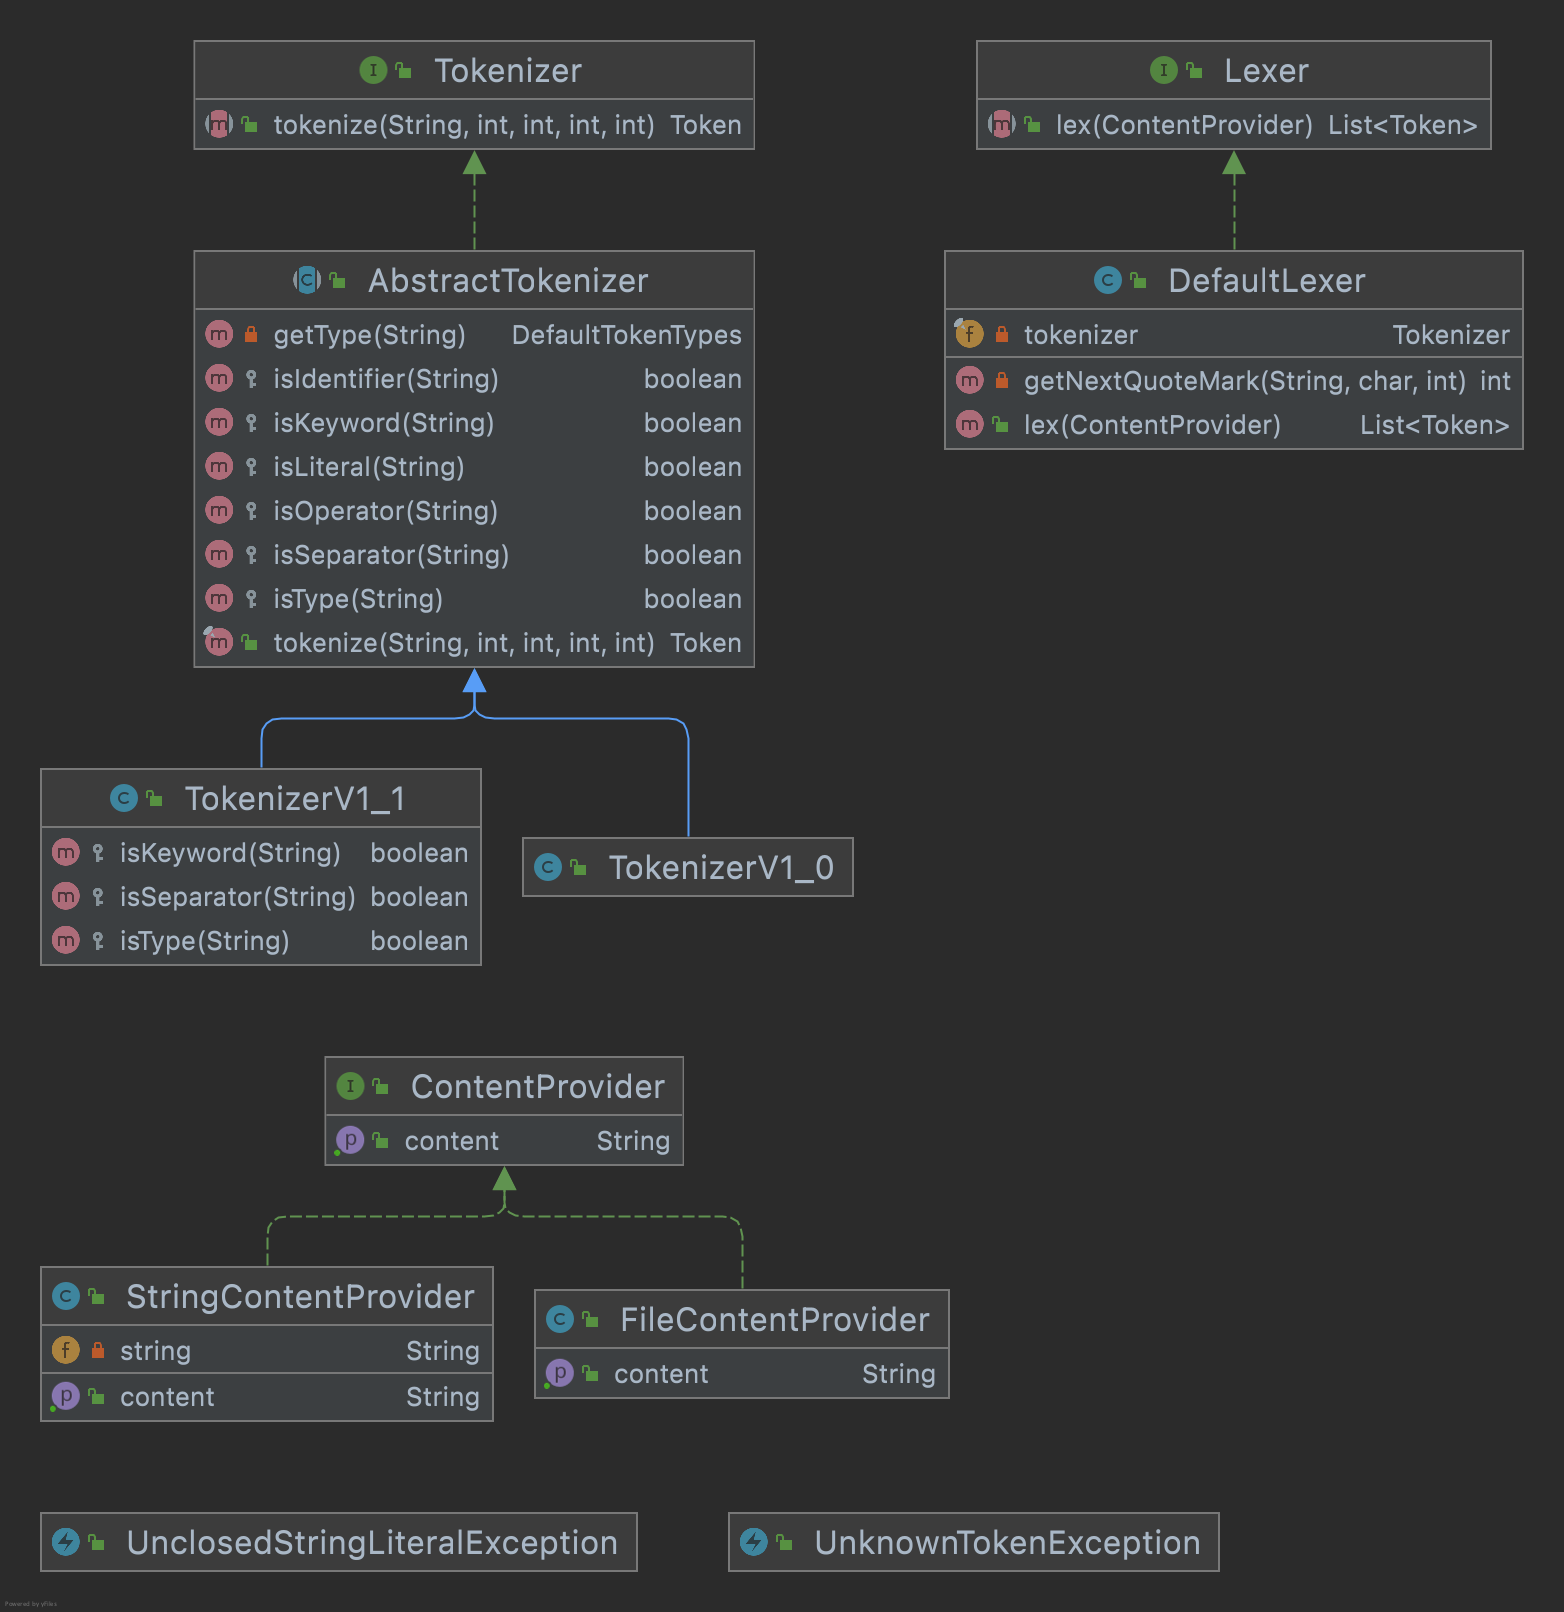 Tokenizer
tokenize(String, int, int, int, int) Token
Lexer
lex(ContentProvider) List<Token>
AbstractTokenizer
getType(String) DefaultTokenTypes
isIdentifier(String) boolean
isKeyword(String) boolean
isLiteral(String) boolean
isOperator(String) boolean
isSeparator(String) boolean
isType(String) boolean
tokenize(String, int, int, int, int) Token
DefaultLexer
tokenizer Tokenizer
getNextQuoteMark(String, char, int) int
lex(ContentProvider) List<Token>
TokenizerV1_1
isKeyword(String) boolean
isSeparator(String) boolean
isType(String) boolean
TokenizerV1_0
ContentProvider
content String
StringContentProvider
string String
content String
FileContentProvider
content String
UnclosedStringLiteralException
UnknownTokenException
Powered by yFiles